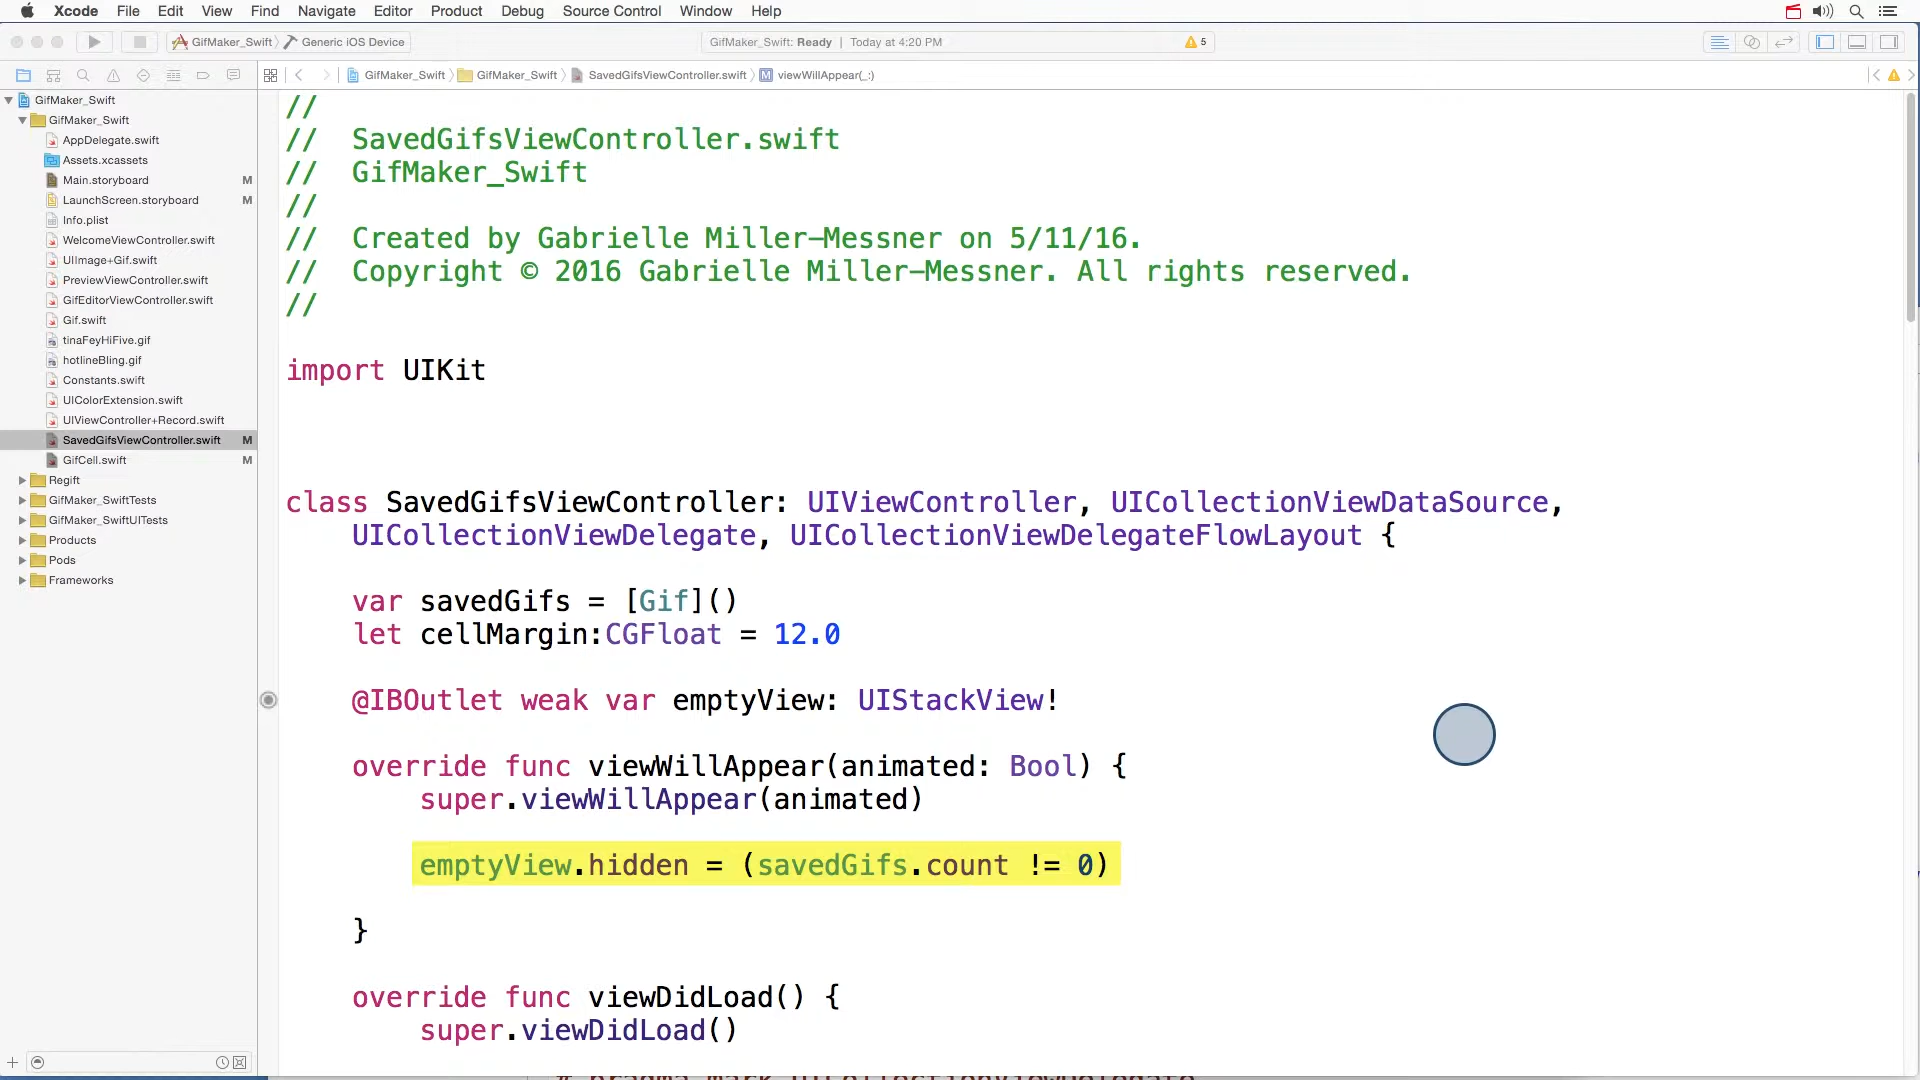 Xcode File Edit View Find Navigate Editor Product Debug Source Control Window Help
GifMaker_Swift Generic iOS Device GifMaker_Swift: Ready | Today at 4:20 PM 5
GifMaker_Swift GifMaker_Swift SavedGifsViewController.swift M viewWillAppear(_:)
GifMaker_Swift
GifMaker_Swift
AppDelegate.swift
Assets.xcassets
Main.storyboard M
LaunchScreen.storyboard M
Info.plist
WelcomeViewController.swift
UIImage+Gif.swift
PreviewViewController.swift
GifEditorViewController.swift
Gif.swift
tinaFeyHiFive.gif
hotlineBling.gif
Constants.swift
UIColorExtension.swift
UIViewController+Record.swift
SavedGifsViewController.swift M
GifCell.swift M
Regift
GifMaker_SwiftTests
GifMaker_SwiftUITests
Products
Pods
Frameworks
//
// SavedGifsViewController.swift
// GifMaker_Swift
//
// Created by Gabrielle Miller-Messner on 5/11/16.
// Copyright © 2016 Gabrielle Miller-Messner. All rights reserved.
//
import UIKit
class SavedGifsViewController: UIViewController, UICollectionViewDataSource,
UICollectionViewDelegate, UICollectionViewDelegateFlowLayout {
var savedGifs = [Gif]()
let cellMargin:CGFloat = 12.0
@IBOutlet weak var emptyView: UIStackView!
override func viewWillAppear(animated: Bool) {
super.viewWillAppear(animated)
emptyView.hidden = (savedGifs.count != 0)
}
override func viewDidLoad() {
super.viewDidLoad()